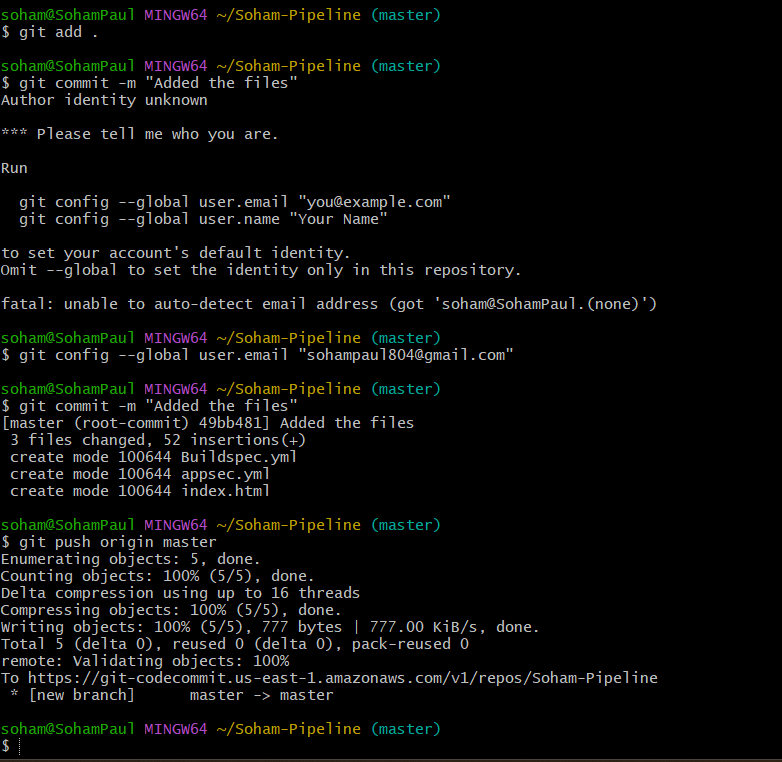 soham@SohamPaul MINGW64 ~/Soham-Pipeline (master)
$ git add .
soham@SohamPaul MINGW64 ~/Soham-Pipeline (master)
$ git commit -m "Added the files"
Author identity unknown
*** Please tell me who you are.
Run
  git config --global user.email "you@example.com"
  git config --global user.name "Your Name"
to set your account's default identity.
Omit --global to set the identity only in this repository.
fatal: unable to auto-detect email address (got 'soham@SohamPaul.(none)')
soham@SohamPaul MINGW64 ~/Soham-Pipeline (master)
$ git config --global user.email "sohampaul804@gmail.com"
soham@SohamPaul MINGW64 ~/Soham-Pipeline (master)
$ git commit -m "Added the files"
[master (root-commit) 49bb481] Added the files
 3 files changed, 52 insertions(+)
 create mode 100644 Buildspec.yml
 create mode 100644 appsec.yml
 create mode 100644 index.html
soham@SohamPaul MINGW64 ~/Soham-Pipeline (master)
$ git push origin master
Enumerating objects: 5, done.
Counting objects: 100% (5/5), done.
Delta compression using up to 16 threads
Compressing objects: 100% (5/5), done.
Writing objects: 100% (5/5), 777 bytes | 777.00 KiB/s, done.
Total 5 (delta 0), reused 0 (delta 0), pack-reused 0
remote: Validating objects: 100%
To https://git-codecommit.us-east-1.amazonaws.com/v1/repos/Soham-Pipeline
 * [new branch]      master -> master
soham@SohamPaul MINGW64 ~/Soham-Pipeline (master)
$